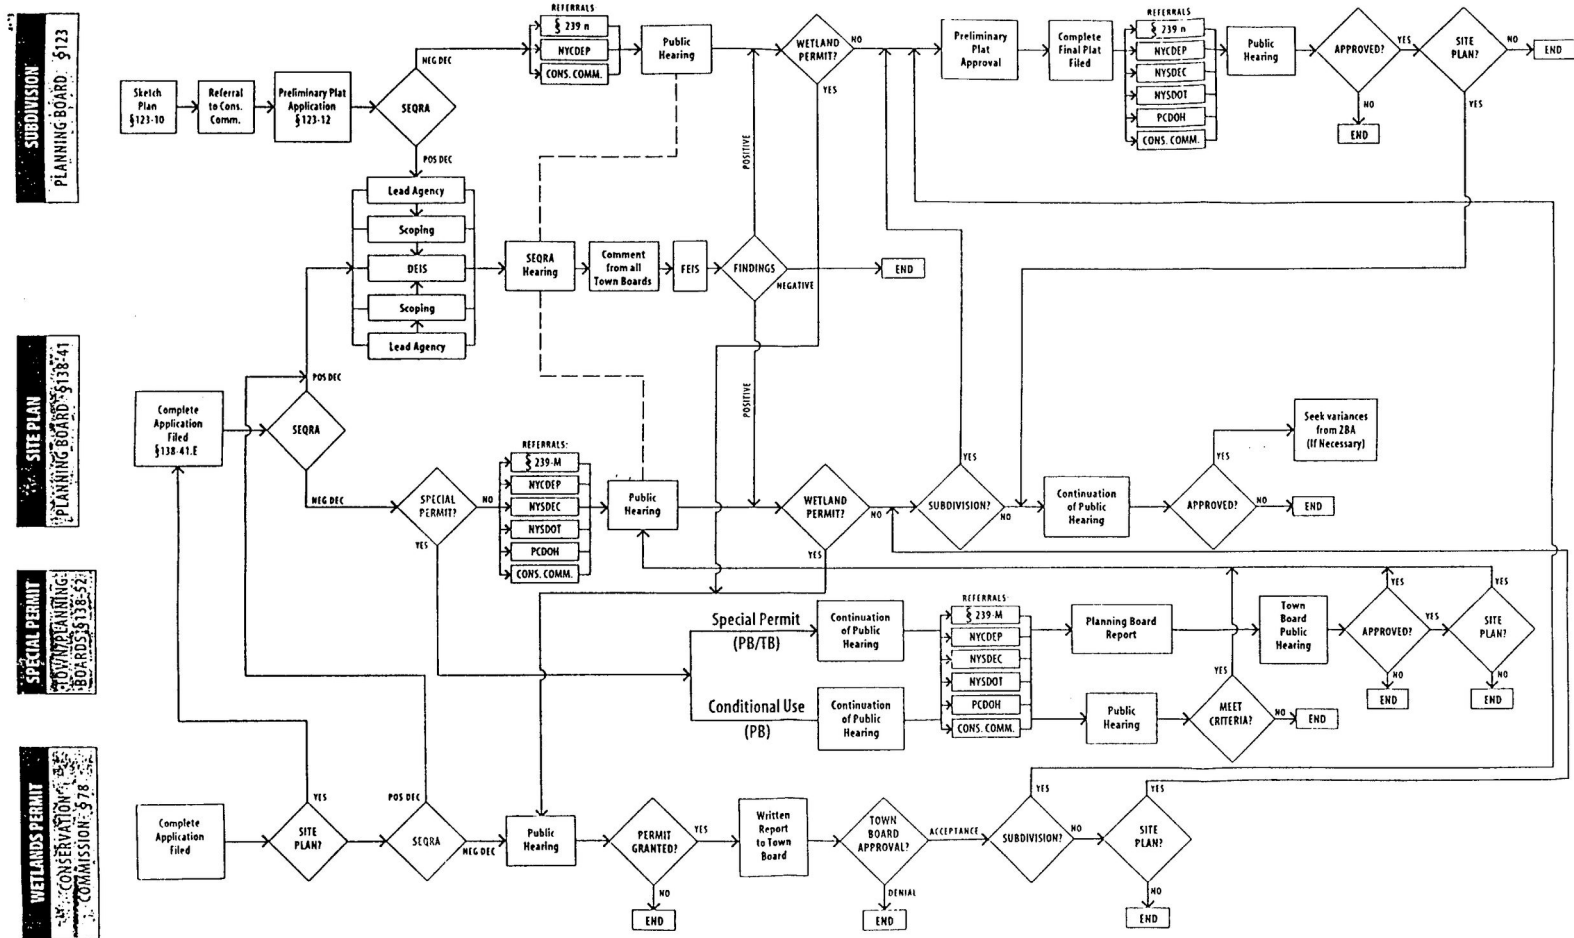 SUBDIVISION
PLANNING BOARD: §123
Sketch
Plan
§123-10
Referral
to Cons.
Comm.
Preliminary Plat
Application
§123-12
SEQRA
NEG DEC
POS DEC
REFERRALS
§ 239 n
NYCDEP
CONS. COMM.
Public
Hearing
WETLAND
PERMIT?
NO
YES
Preliminary
Plat
Approval
Complete
Final Plat
Filed
REFERRALS
§ 239 n
NYCDEP
NYSDEC
NYSDOT
PCDOH
CONS. COMM.
Public
Hearing
APPROVED?
YES
NO
END
SITE
PLAN?
NO
END
YES
Lead Agency
Scoping
DEIS
Scoping
Lead Agency
SEQRA
Hearing
Comment
from all
Town Boards
FEIS
FINDINGS
POSITIVE
NEGATIVE
END
POSITIVE
SITE PLAN
PLANNING BOARD §138-41
Complete
Application
Filed
§138-41.E
SEQRA
POS DEC
NEG DEC
SPECIAL
PERMIT?
NO
YES
REFERRALS:
§ 239-M
NYCDEP
NYSDEC
NYSDOT
PCDOH
CONS. COMM.
Public
Hearing
WETLAND
PERMIT?
NO
YES
SUBDIVISION?
YES
NO
Continuation
of Public
Hearing
APPROVED?
YES
NO
END
Seek variances
from ZBA
(If Necessary)
SPECIAL PERMIT
TOWN/PLANNING
BOARDS §138-52
Special Permit
(PB/TB)
Continuation
of Public
Hearing
Conditional Use
(PB)
Continuation
of Public
Hearing
REFERRALS:
§ 239-M
NYCDEP
NYSDEC
NYSDOT
PCDOH
CONS. COMM.
Planning Board
Report
Public
Hearing
MEET
CRITERIA?
YES
NO
END
Town
Board
Public
Hearing
APPROVED?
YES
YES
NO
END
SITE
PLAN?
YES
NO
END
WETLANDS PERMIT
CONSERVATION
COMMISSION: §78
Complete
Application
Filed
SITE
PLAN?
YES
SEQRA
POS DEC
NEG DEC
Public
Hearing
PERMIT
GRANTED?
YES
NO
END
Written
Report
to Town
Board
TOWN
BOARD
APPROVAL?
ACCEPTANCE
DENIAL
END
SUBDIVISION?
YES
NO
SITE
PLAN?
YES
NO
END